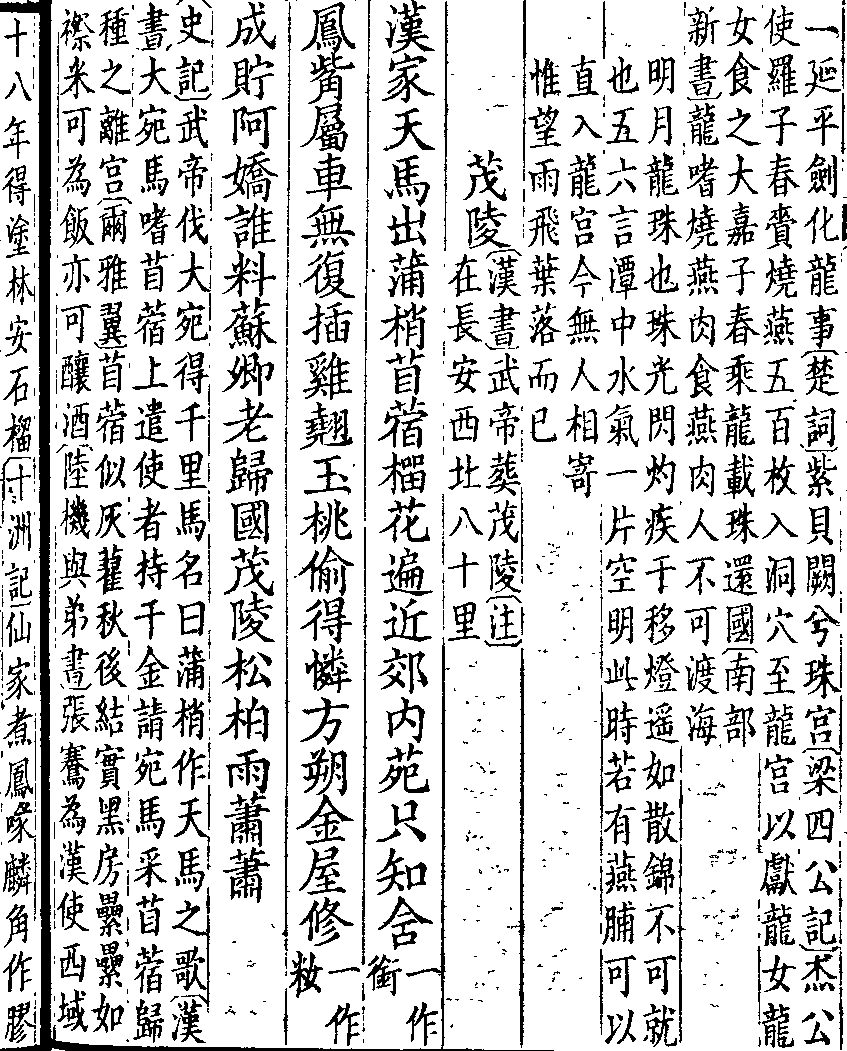 一延平劍化龍事〔楚詞〕紫貝闕兮珠宮〔梁四公記〕杰公
使羅子春賫燒燕五百枚入洞穴至龍宮以獻龍女龍
女食之大嘉子春乘龍載珠還國〔南部
新書〕龍嗜燒燕肉食燕肉人不可渡海
明月龍珠也珠光閃灼疾于移燈遥如散錦不可就
也五六言潭中水氣一片空明此時若有燕脯可以
直入龍宮今無人相寄
惟望雨飛葉落而已
茂陵〔漢書〕武帝葬茂陵〔注〕
在長安西北八十里
漢家天馬出蒲梢苜蓿榴花遍近郊内苑只知含一作
銜
鳳觜屬車無復插雞翹玉桃偷得憐方朔金屋修一作
妝
成貯阿嬌誰料蘇卿老歸國茂陵松柏雨蕭蕭
〔史記〕武帝伐大宛得千里馬名曰蒲梢作天馬之歌〔漢
書〕大宛馬嗜苜蓿上遣使者持千金請宛馬采苜蓿歸
種之離宮〔爾雅翼〕苜蓿似灰藋秋後結實黑房纍纍如
穄米可為飯亦可釀酒〔陸機與弟書〕張騫為漢使西域
十八年得塗林安石榴〔十洲記〕仙家煮鳳喙麟角作膠